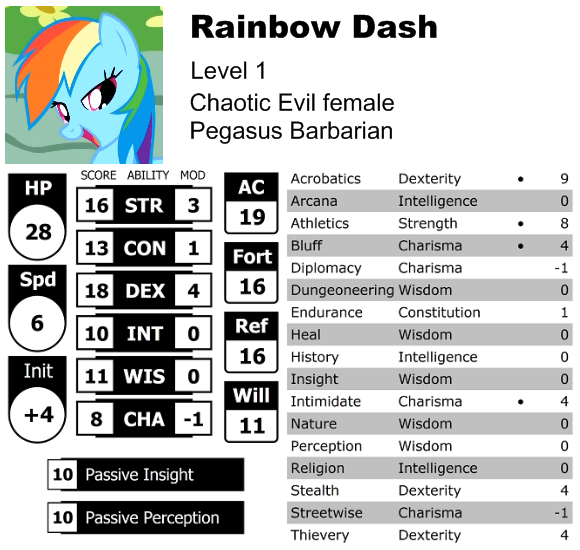 Rainbow Dash
Level 1
Chaotic Evil female
Pegasus Barbarian
HP
28
Spd
6
Init
+4
SCORE ABILITY MOD
16 STR 3
13 CON 1
18 DEX 4
10 INT 0
11 WIS 0
8 CHA -1
AC
19
Fort
16
Ref
16
Will
11
10 Passive Insight
10 Passive Perception
Acrobatics Dexterity • 9
Arcana Intelligence 0
Athletics Strength • 8
Bluff Charisma • 4
Diplomacy Charisma -1
Dungeoneering Wisdom 0
Endurance Constitution 1
Heal Wisdom 0
History Intelligence 0
Insight Wisdom 0
Intimidate Charisma • 4
Nature Wisdom 0
Perception Wisdom 0
Religion Intelligence 0
Stealth Dexterity 4
Streetwise Charisma -1
Thievery Dexterity 4